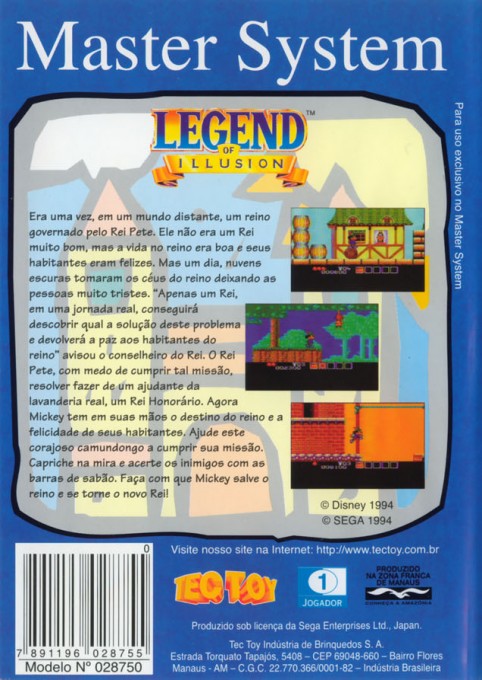 Master System
LEGEND
OF
ILLUSION
TM
Para uso exclusivo no Master System
Era uma vez, em um mundo distante, um reino
governado pelo Rei Pete. Ele não era um Rei
muito bom, mas a vida no reino era boa e seus
habitantes eram felizes. Mas um dia, nuvens
escuras tomaram os céus do reino deixando as
pessoas muito tristes. "Apenas um Rei,
em uma jornada real, conseguirá
descobrir qual a solução deste problema
e devolverá a paz aos habitantes do
reino" avisou o conselheiro do Rei. O Rei
Pete, com medo de cumprir tal missão,
resolver fazer de um ajudante da
lavanderia real, um Rei Honorário. Agora
Mickey tem em suas mãos o destino do reino e a
felicidade de seus habitantes. Ajude este
corajoso camundongo a cumprir sua missão.
Capriche na mira e acerte os inimigos com as
barras de sabão. Faça com que Mickey salve o
reino e se torne o novo Rei!
© Disney 1994
© SEGA 1994
Visite nosso site na Internet: http://www.tectoy.com.br
TEC TOY
1
JOGADOR
PRODUZIDO
NA ZONA FRANCA
DE MANAUS
CONHEÇA A AMAZÔNIA
Produzido sob licença da Sega Enterprises Ltd., Japan.
Tec Toy Indústria de Brinquedos S. A.
Estrada Torquato Tapajós, 5408 – CEP 69048-660 – Bairro Flores
Manaus - AM – C.G.C. 22.770.366/0001-82 – Indústria Brasileira
0
7 891196 028755
Modelo Nº 028750